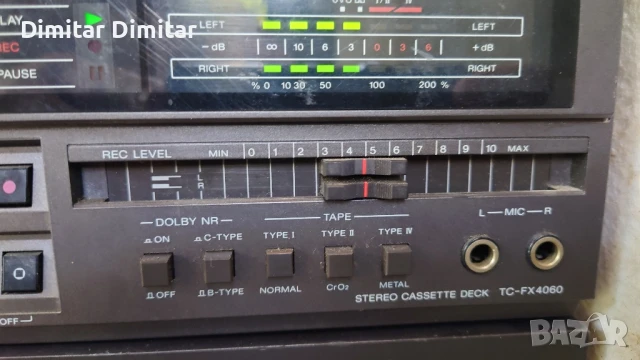 Dimitar Dimitar
LAY
REC
PAUSE
LEFT LEFT
− dB ∞ 10 6 3 0 3 6 + dB
RIGHT RIGHT
% 0 10 30 50 100 200 %
REC LEVEL MIN 0 1 2 3 4 5 6 7 8 9 10 MAX
L
R
DOLBY NR TAPE L MIC R
ON C-TYPE TYPE I TYPE II TYPE IV
OFF B-TYPE NORMAL CrO₂ METAL
STEREO CASSETTE DECK TC-FX4060
OFF
BAZAR.BG